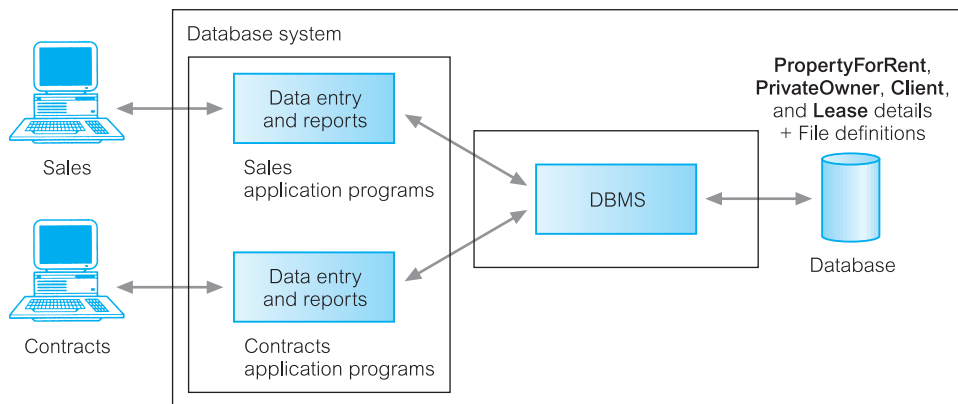 Database system
Data entry
and reports
Sales
Sales
application programs
PropertyForRent,
PrivateOwner, Client,
and Lease details
+ File definitions
DBMS
Database
Data entry
and reports
Contracts
Contracts
application programs